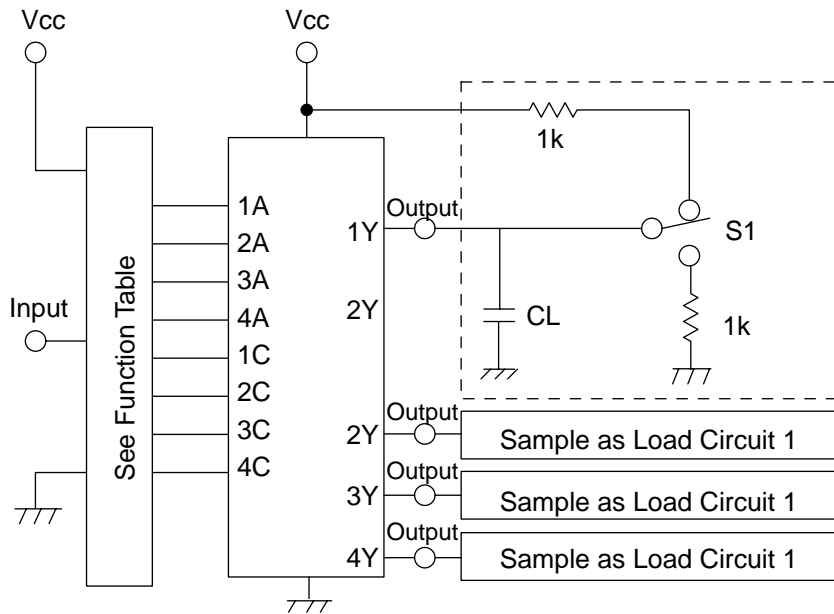 Vcc
Vcc
1k
Output
1A
1Y
S1
2A
3A
2Y
CL
1k
Input
4A
1C
2C
See Function Table
3C
4C
Output
2Y
Sample as Load Circuit 1
Output
3Y
Sample as Load Circuit 1
Output
4Y
Sample as Load Circuit 1